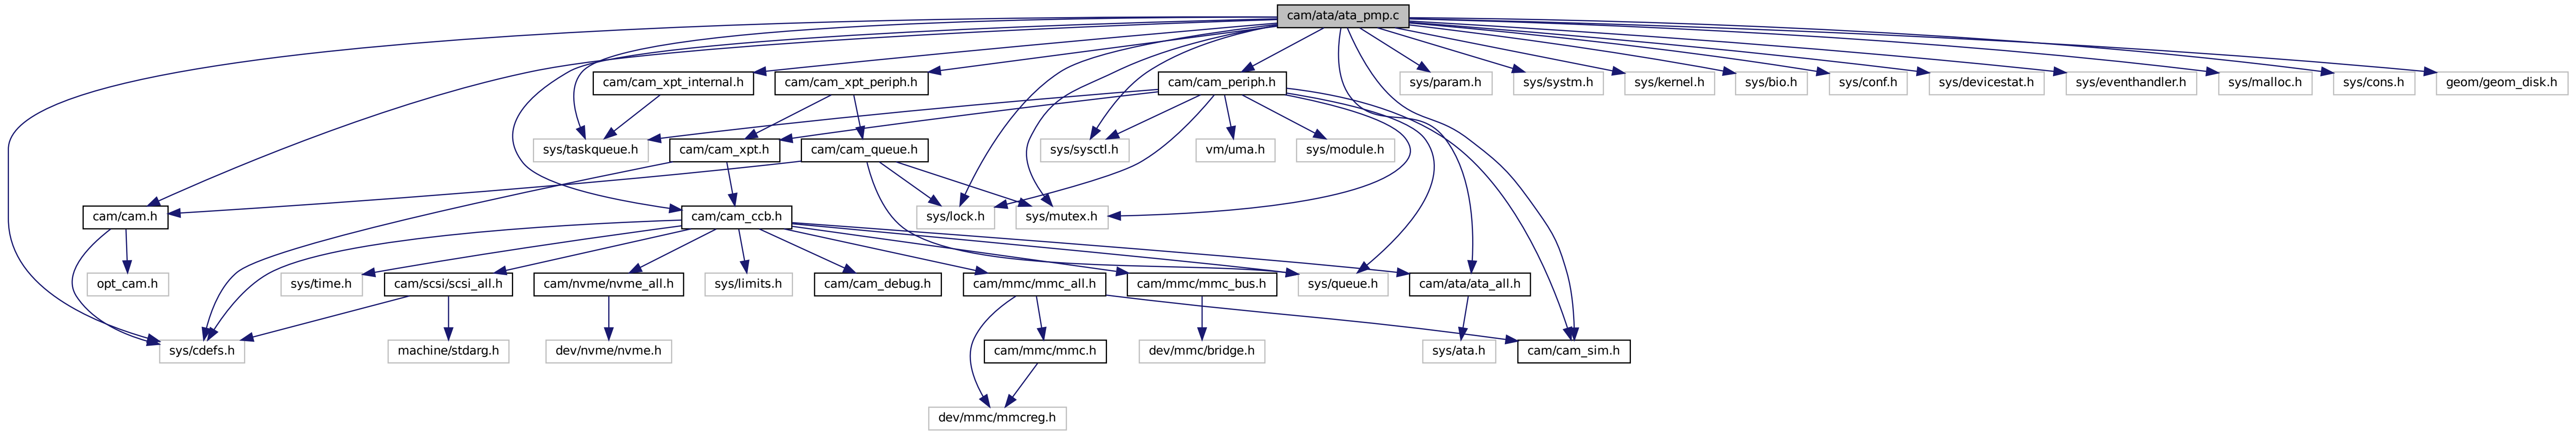 cam/ata/ata_pmp.c
cam/cam_xpt_internal.h
cam/cam_xpt_periph.h
cam/cam_periph.h
sys/param.h
sys/systm.h
sys/kernel.h
sys/bio.h
sys/conf.h
sys/devicestat.h
sys/eventhandler.h
sys/malloc.h
sys/cons.h
geom/geom_disk.h
sys/taskqueue.h
cam/cam_xpt.h
cam/cam_queue.h
sys/sysctl.h
vm/uma.h
sys/module.h
cam/cam.h
cam/cam_ccb.h
sys/lock.h
sys/mutex.h
opt_cam.h
sys/time.h
cam/scsi/scsi_all.h
cam/nvme/nvme_all.h
sys/limits.h
cam/cam_debug.h
cam/mmc/mmc_all.h
cam/mmc/mmc_bus.h
sys/queue.h
cam/ata/ata_all.h
sys/cdefs.h
machine/stdarg.h
dev/nvme/nvme.h
cam/mmc/mmc.h
dev/mmc/bridge.h
sys/ata.h
cam/cam_sim.h
dev/mmc/mmcreg.h